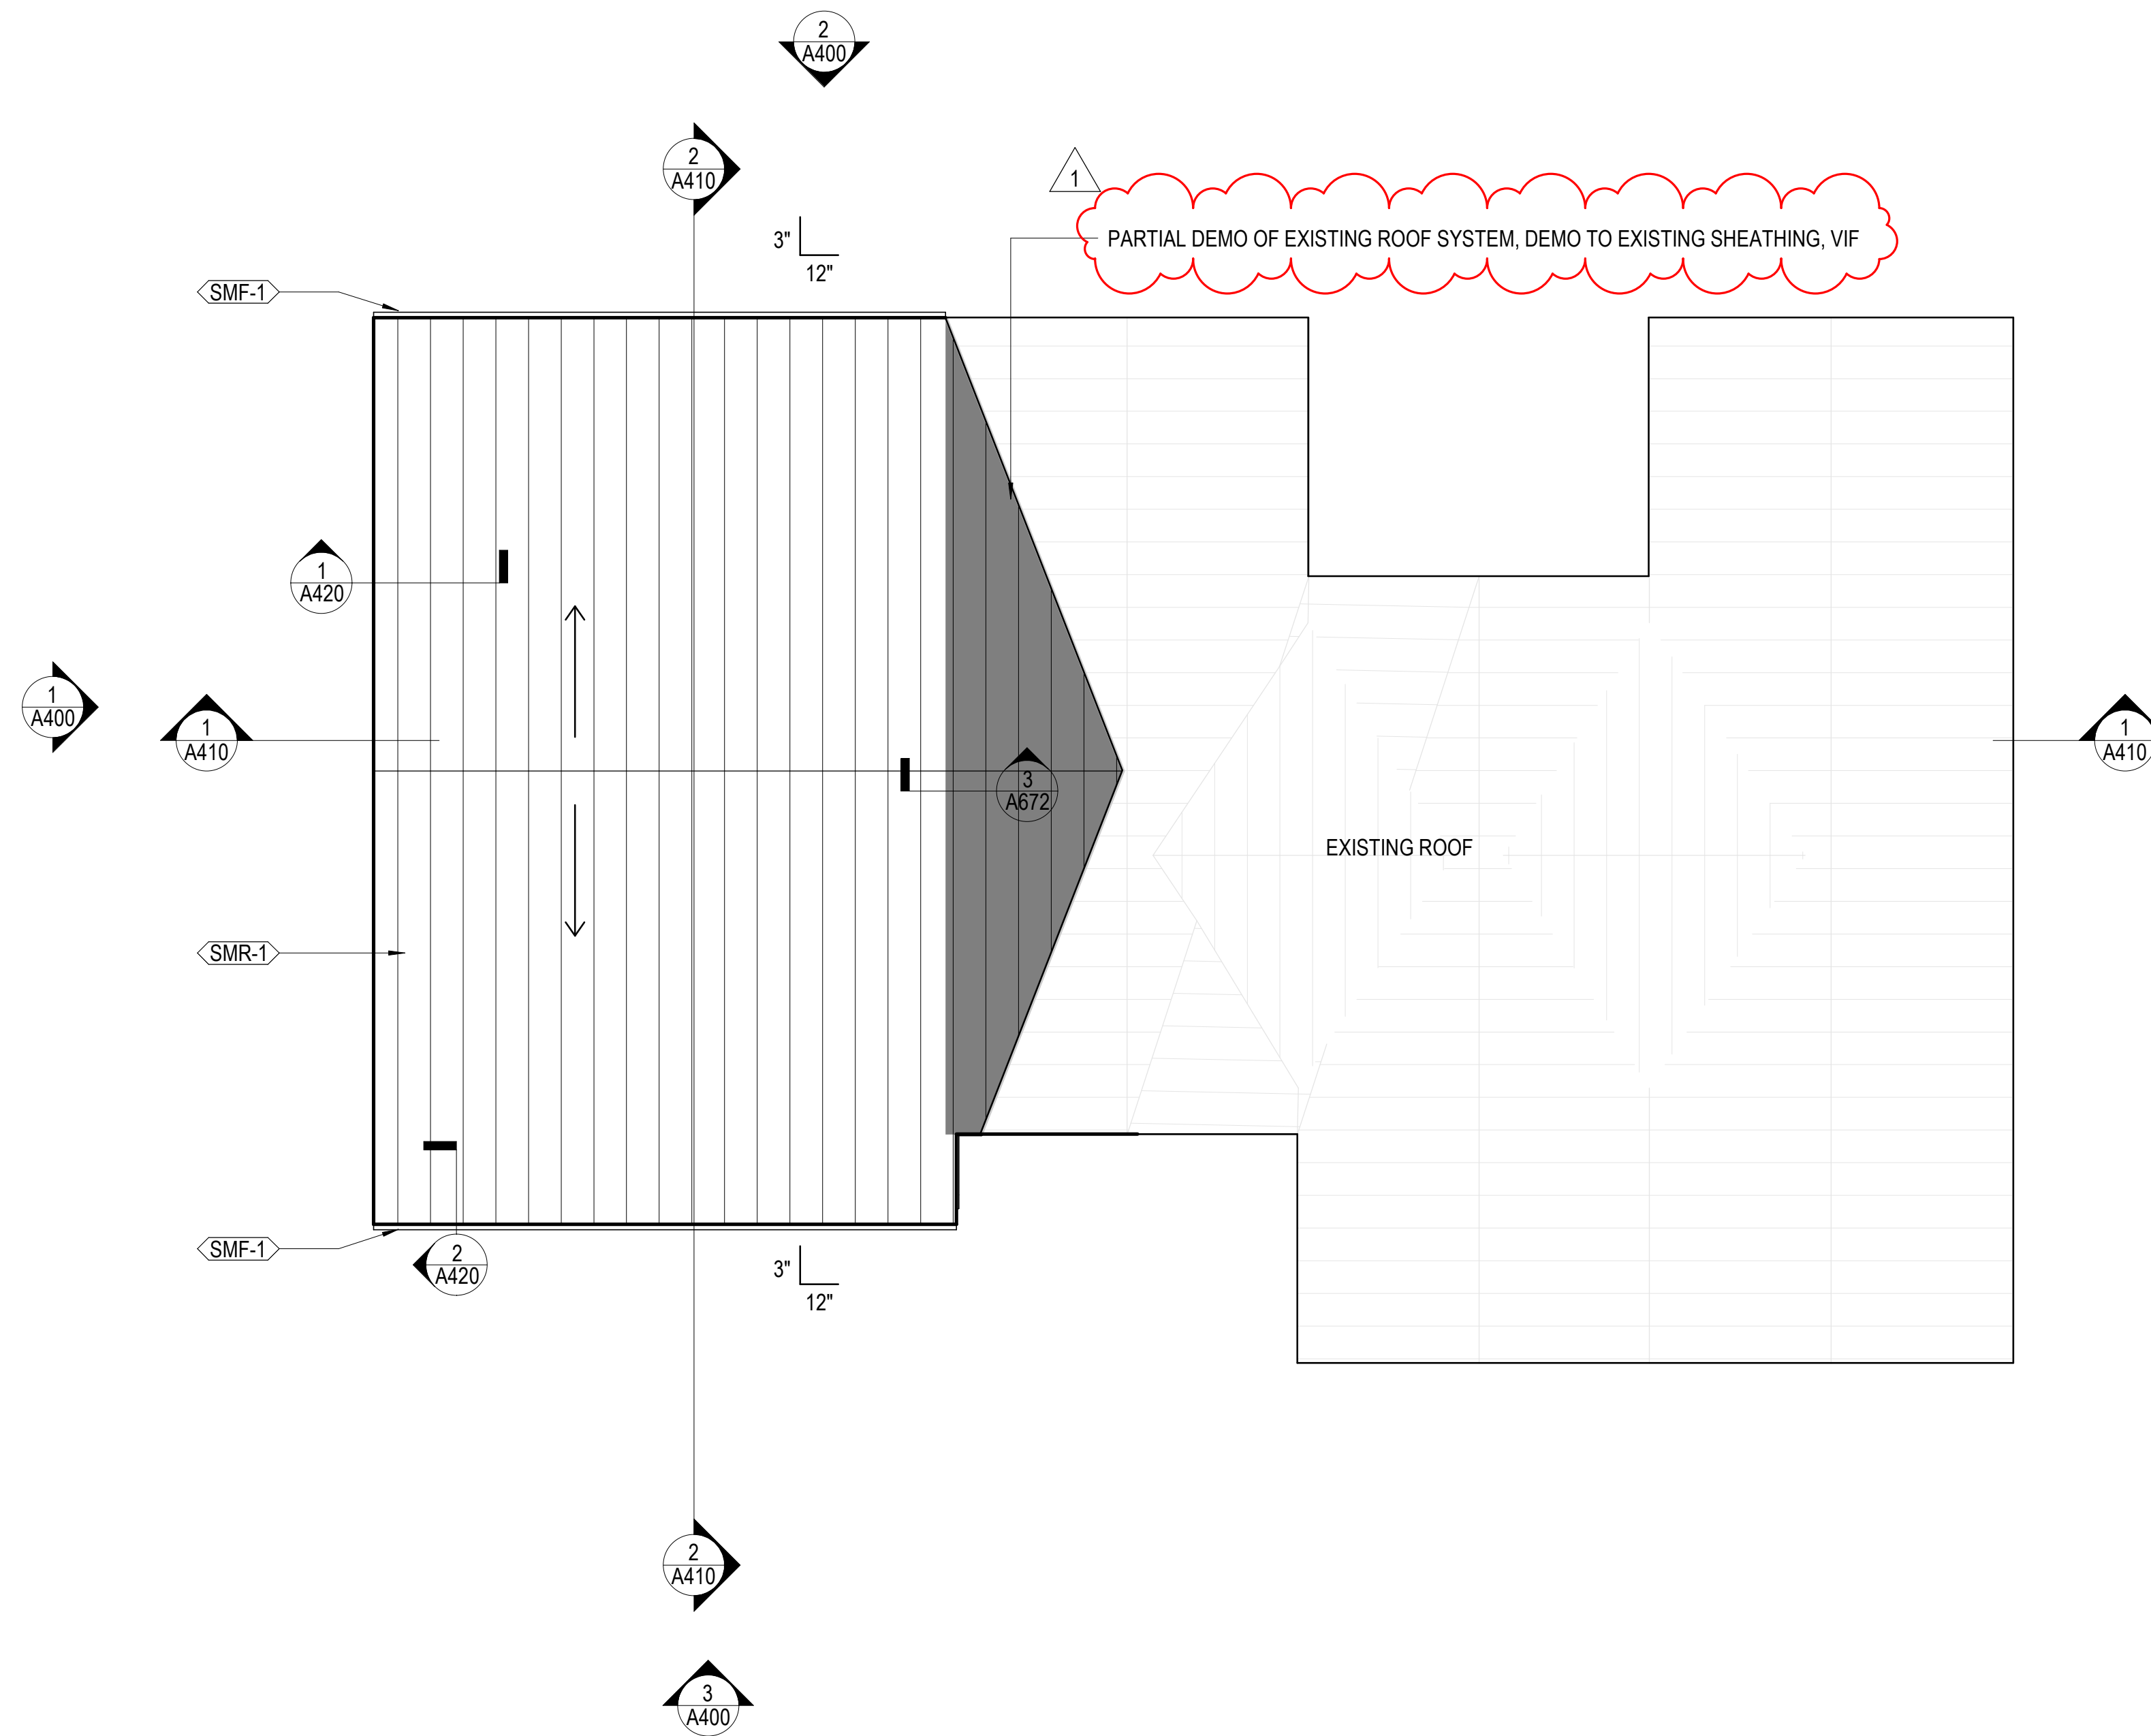 2
A400
2
A410
1
PARTIAL DEMO OF EXISTING ROOF SYSTEM, DEMO TO EXISTING SHEATHING, VIF
3"
12"
SMF-1
1
A420
1
A400
1
A410
1
A410
3
A672
EXISTING ROOF
SMR-1
SMF-1
2
A420
3"
12"
2
A410
3
A400